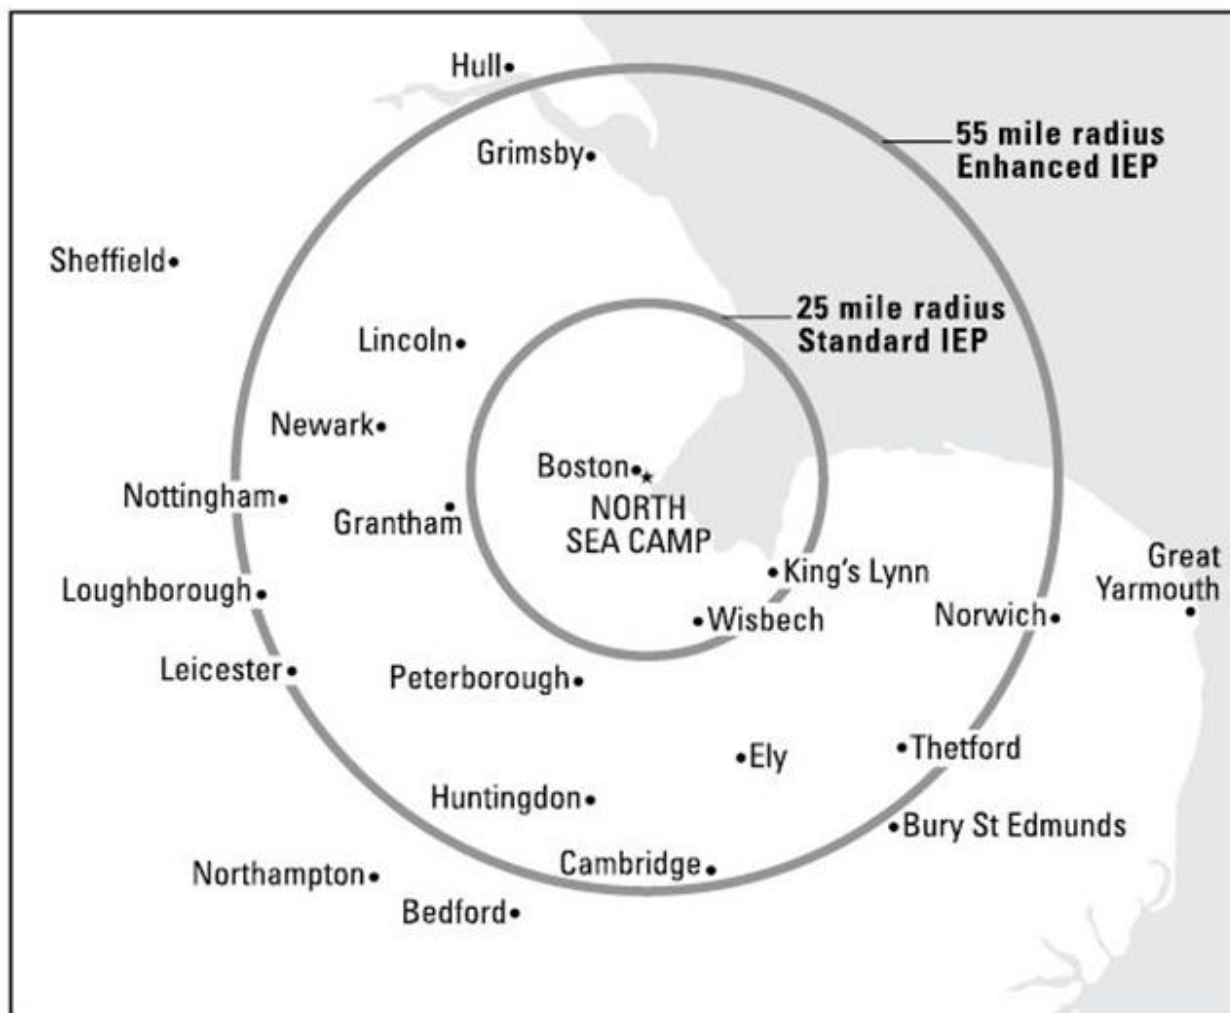 Hull
Grimsby
55 mile radius
Enhanced IEP
Sheffield
25 mile radius
Standard IEP
Lincoln
Newark
Boston
Nottingham
Grantham
NORTH
SEA CAMP
King's Lynn
Great
Yarmouth
Loughborough
Wisbech
Norwich
Leicester
Peterborough
Ely
Thetford
Huntingdon
Bury St Edmunds
Cambridge
Northampton
Bedford